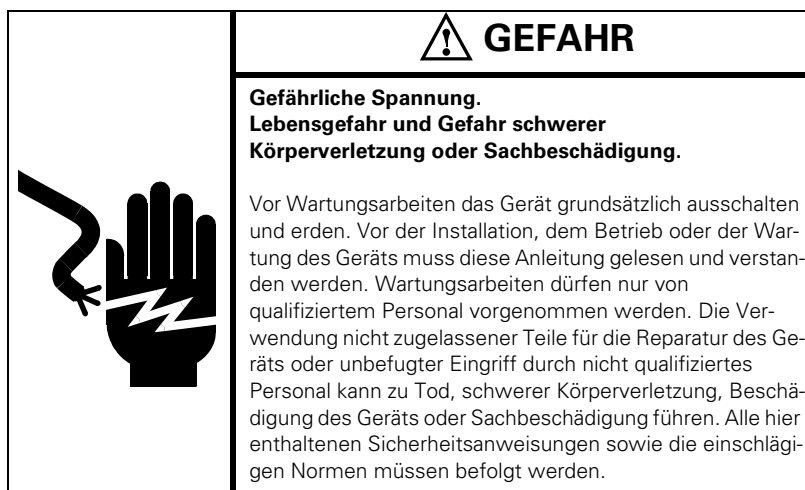 GEFAHR
Gefährliche Spannung.
Lebensgefahr und Gefahr schwerer
Körperverletzung oder Sachbeschädigung.
Vor Wartungsarbeiten das Gerät grundsätzlich ausschalten
und erden. Vor der Installation, dem Betrieb oder der War-
tung des Geräts muss diese Anleitung gelesen und verstan-
den werden. Wartungsarbeiten dürfen nur von
qualifiziertem Personal vorgenommen werden. Die Ver-
wendung nicht zugelassener Teile für die Reparatur des Ge-
räts oder unbefugter Eingriff durch nicht qualifiziertes
Personal kann zu Tod, schwerer Körperverletzung, Beschä-
digung des Geräts oder Sachbeschädigung führen. Alle hier
enthaltenen Sicherheitsanweisungen sowie die einschlägi-
gen Normen müssen befolgt werden.